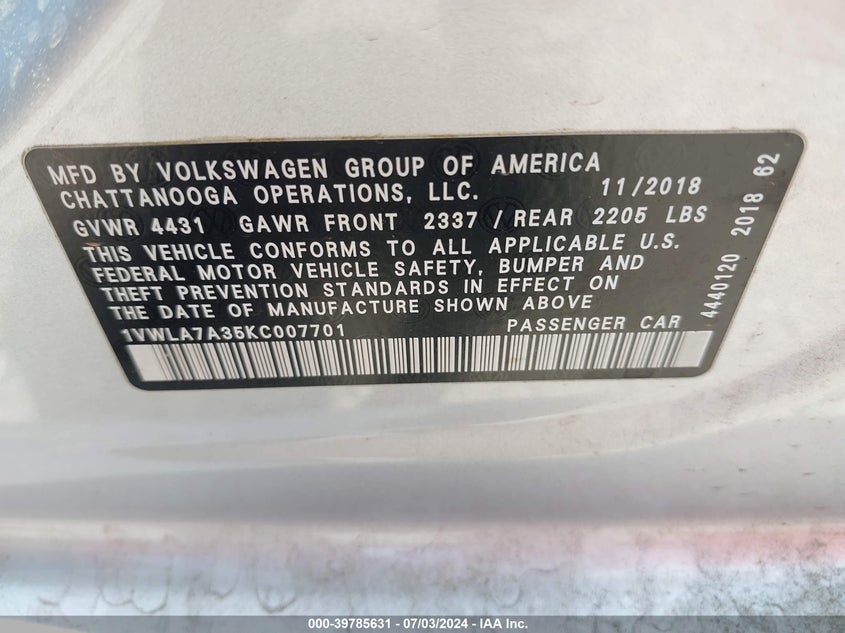 MFD BY VOLKSWAGEN GROUP OF AMERICA
CHATTANOOGA OPERATIONS, LLC. 11/2018
GVWR 4431 GAWR FRONT 2337 / REAR 2205 LBS
THIS VEHICLE CONFORMS TO ALL APPLICABLE U.S.
FEDERAL MOTOR VEHICLE SAFETY, BUMPER AND
THEFT PREVENTION STANDARDS IN EFFECT ON
THE DATE OF MANUFACTURE SHOWN ABOVE
1VWLA7A35KC007701 PASSENGER CAR
4440120 2018 62
000-39785631 - 07/03/2024 - IAA Inc.